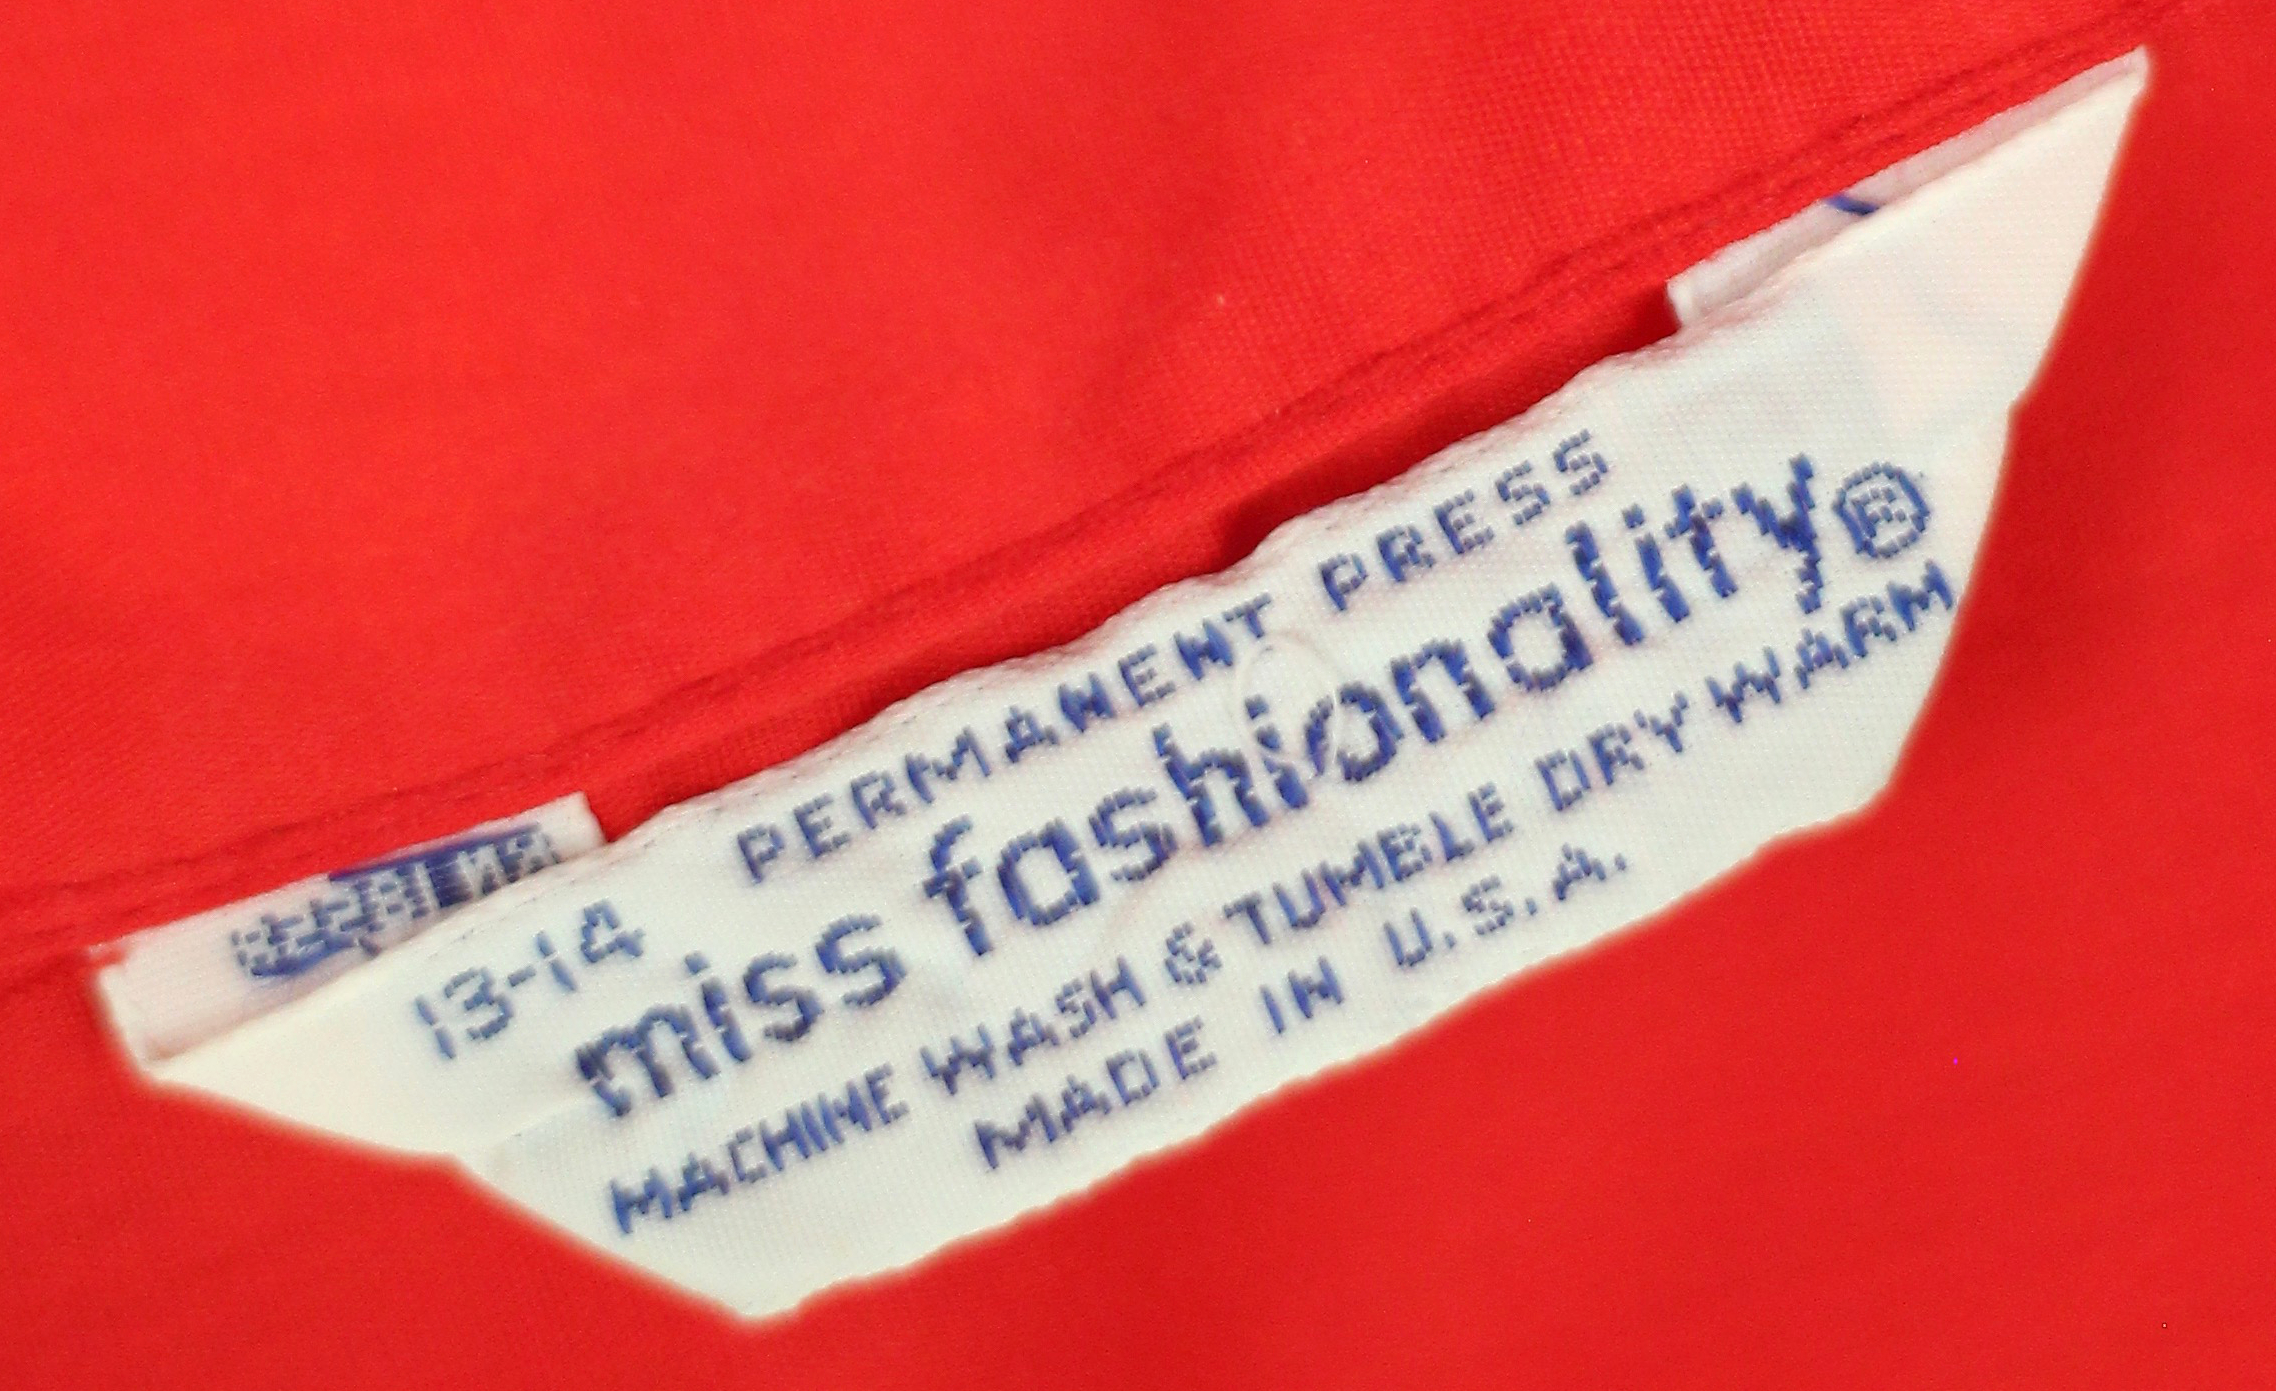 PERMANENT PRESS
13-14
miss fashionality®
MACHINE WASH & TUMBLE DRY WARM
MADE IN U.S.A.